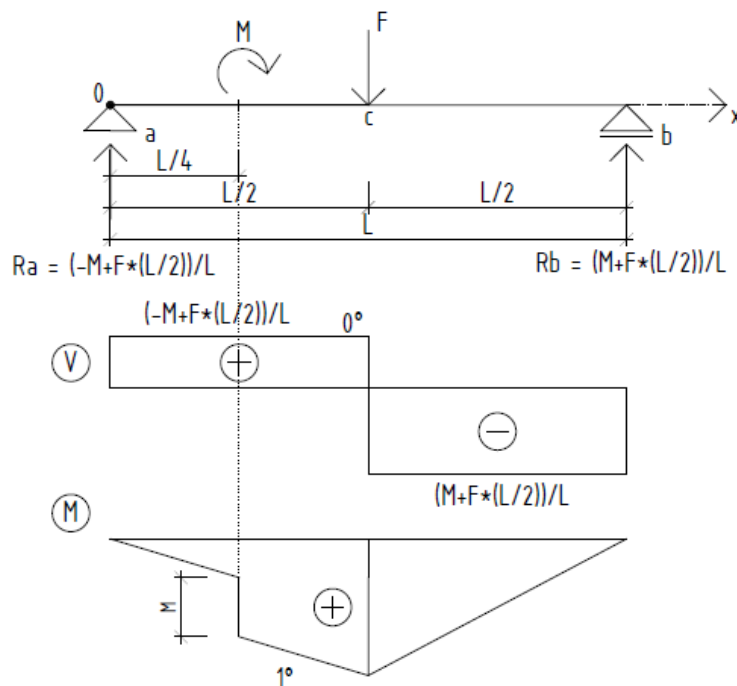 M
F
0
a
c
b
x
L/4
L/2
L/2
L
Ra = (-M+F*(L/2))/L
Rb = (M+F*(L/2))/L
(-M+F*(L/2))/L
0°
V
+
−
(M+F*(L/2))/L
M
M
+
1°